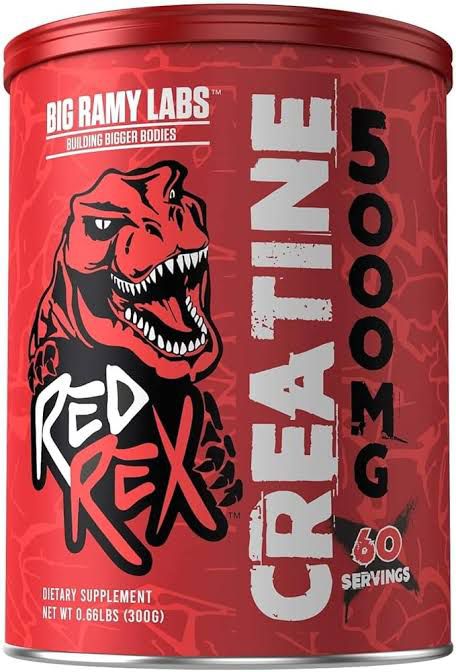 BIG RAMY LABS™
BUILDING BIGGER BODIES
RED
REX™
CREATINE
5000MG
60
SERVINGS
DIETARY SUPPLEMENT
NET WT 0.66LBS (300G)